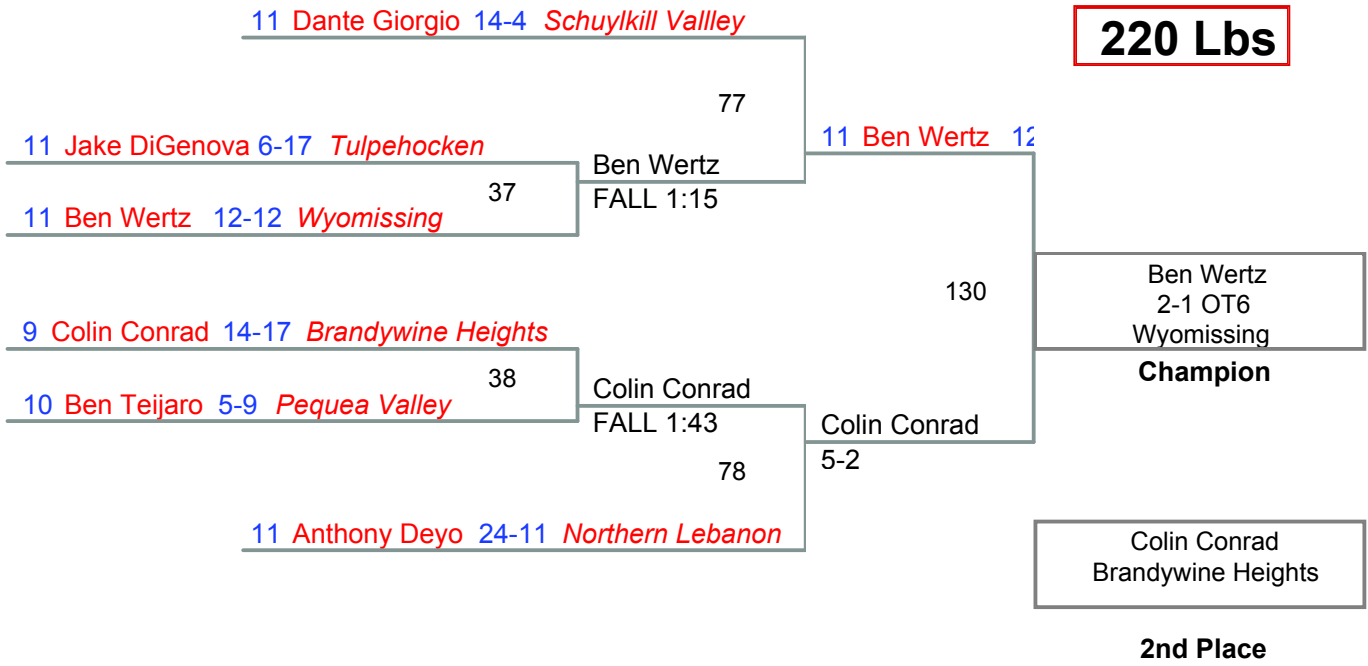 11 Dante Giorgio 14-4 Schuylkill Vallley
220 Lbs
77
11 Jake DiGenova 6-17 Tulpehocken
11 Ben Wertz 12
Ben Wertz
37
FALL 1:15
11 Ben Wertz 12-12 Wyomissing
Ben Wertz
130
2-1 OT6
Wyomissing
9 Colin Conrad 14-17 Brandywine Heights
Champion
38
Colin Conrad
10 Ben Teijaro 5-9 Pequea Valley
FALL 1:43
Colin Conrad
78
5-2
11 Anthony Deyo 24-11 Northern Lebanon
Colin Conrad
Brandywine Heights
2nd Place